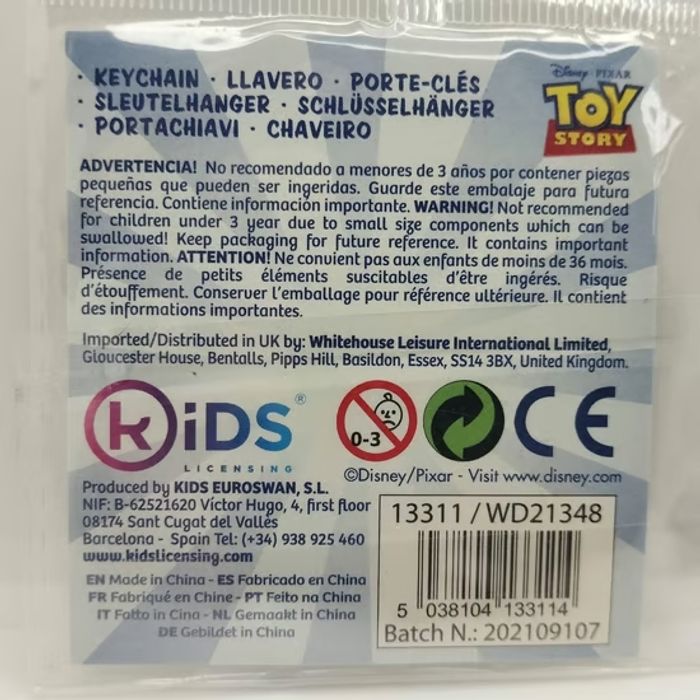 · KEYCHAIN · LLAVERO · PORTE-CLÉS
· SLEUTELHANGER · SCHLÜSSELHÄNGER
· PORTACHIAVI · CHAVEIRO
Disney · PIXAR
TOY
STORY
ADVERTENCIA! No recomendado a menores de 3 años por contener piezas
pequeñas que pueden ser ingeridas. Guarde este embalaje para futura
referencia. Contiene información importante. WARNING! Not recommended
for children under 3 year due to small size components which can be
swallowed! Keep packaging for future reference. It contains important
information. ATTENTION! Ne convient pas aux enfants de moins de 36 mois.
Présence de petits éléments suscitables d'être ingérés. Risque
d'étouffement. Conserver l'emballage pour référence ultérieure. Il contient
des informations importantes.
Imported/Distributed in UK by: Whitehouse Leisure International Limited,
Gloucester House, Bentalls, Pipps Hill, Basildon, Essex, SS14 3BX, United Kingdom.
KiDS®
LICENSING
0-3
CE
©Disney/Pixar - Visit www.disney.com
Produced by KIDS EUROSWAN, S.L.
NIF: B-62521620 Víctor Hugo, 4, first floor
08174 Sant Cugat del Vallés
Barcelona - Spain Tel: (+34) 938 925 460
www.kidslicensing.com
EN Made in China - ES Fabricado en China
FR Fabriqué en Chine - PT Feito na China
IT Fatto in Cina - NL Gemaakt in China
DE Gebildet in China
13311 / WD21348
5 038104 133114
Batch N.: 202109107